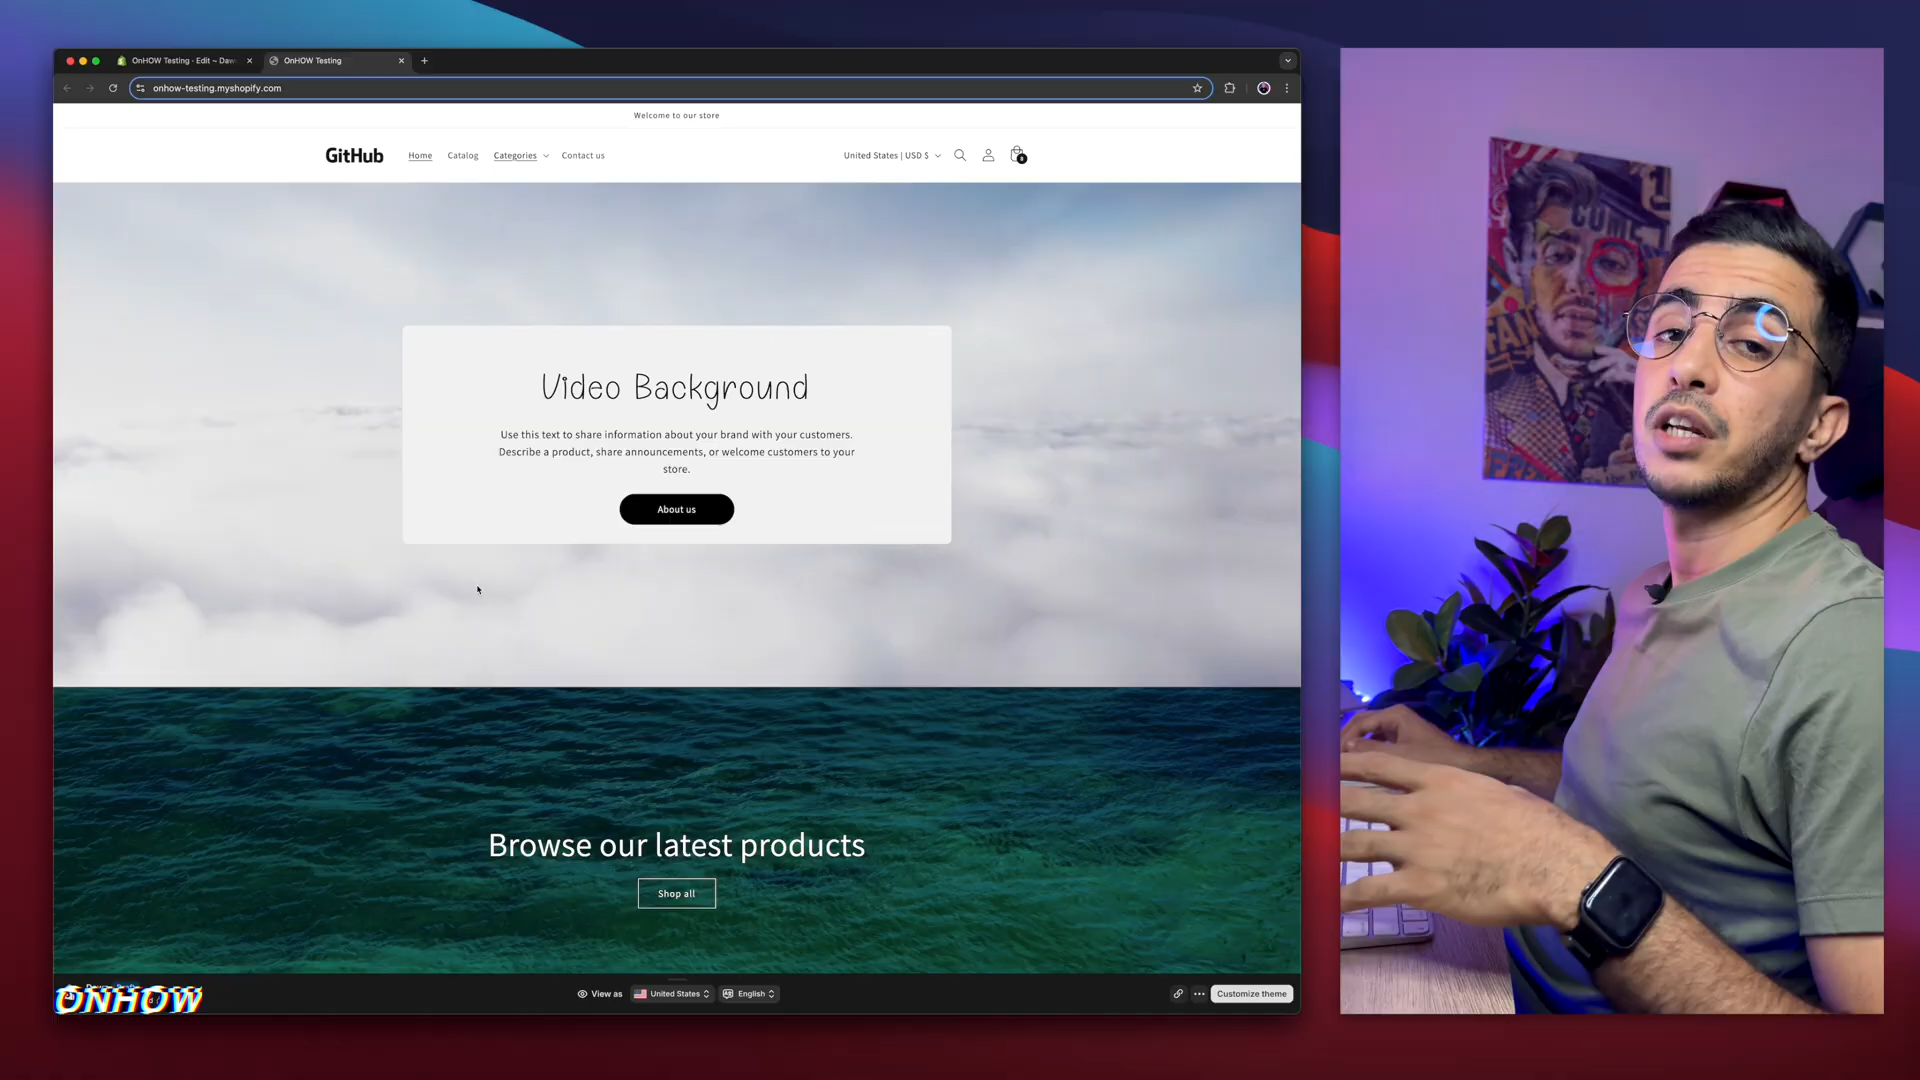 OnHOW Testing · Edit ~ Daw
OnHOW Testing
onhow-testing.myshopify.com
Welcome to our store
GitHub
Home
Catalog
Categories
Contact us
United States | USD $
Video Background
Use this text to share information about your brand with your customers.
Describe a product, share announcements, or welcome customers to your
store.
About us
Browse our latest products
Shop all
View as
United States
English
Customize theme
ONHOW
COME
FAN